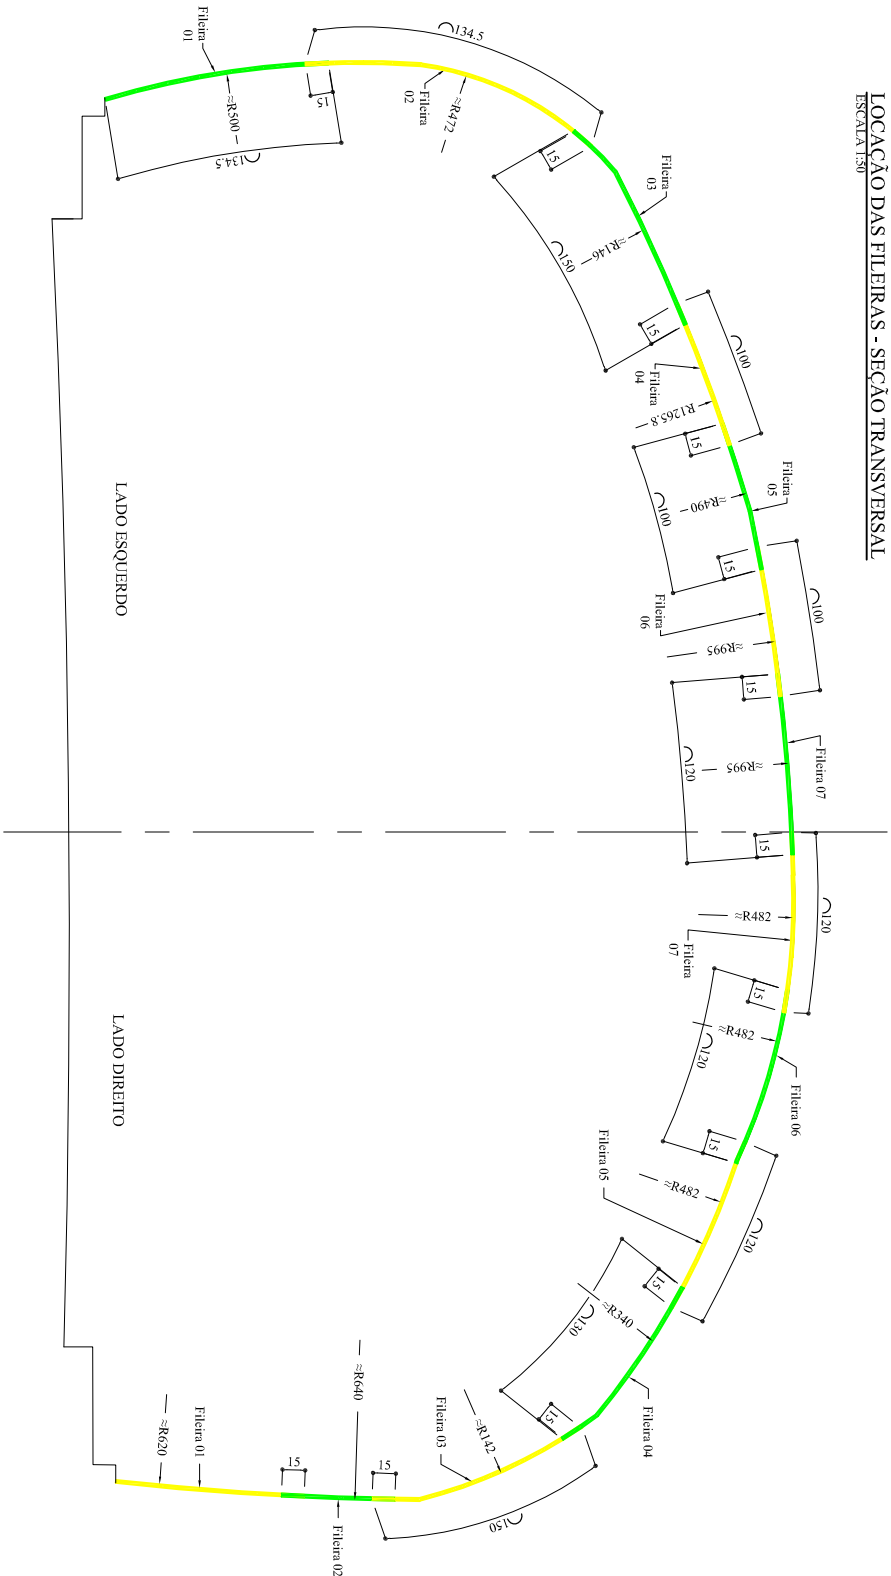 LOCAÇÃO DAS FILEIRAS - SEÇÃO TRANSVERSAL
ESCALA 1:50
Fileira
01
≈R500
134.5
15
134.5
Fileira
02
≈R472
15
Fileira
03
≈R146
150
15
100
Fileira
04
R1265.8
15
100
Fileira
05
≈R490
15
100
Fileira
06
≈R995
15
120
Fileira 07
≈R995
15
120
≈R482
Fileira
07
15
≈R482
120
Fileira 06
15
120
≈R482
Fileira 05
15
≈R340
130
Fileira 04
15
150
≈R142
Fileira 03
15
≈R640
Fileira 02
15
Fileira 01
≈R620
LADO ESQUERDO
LADO DIREITO